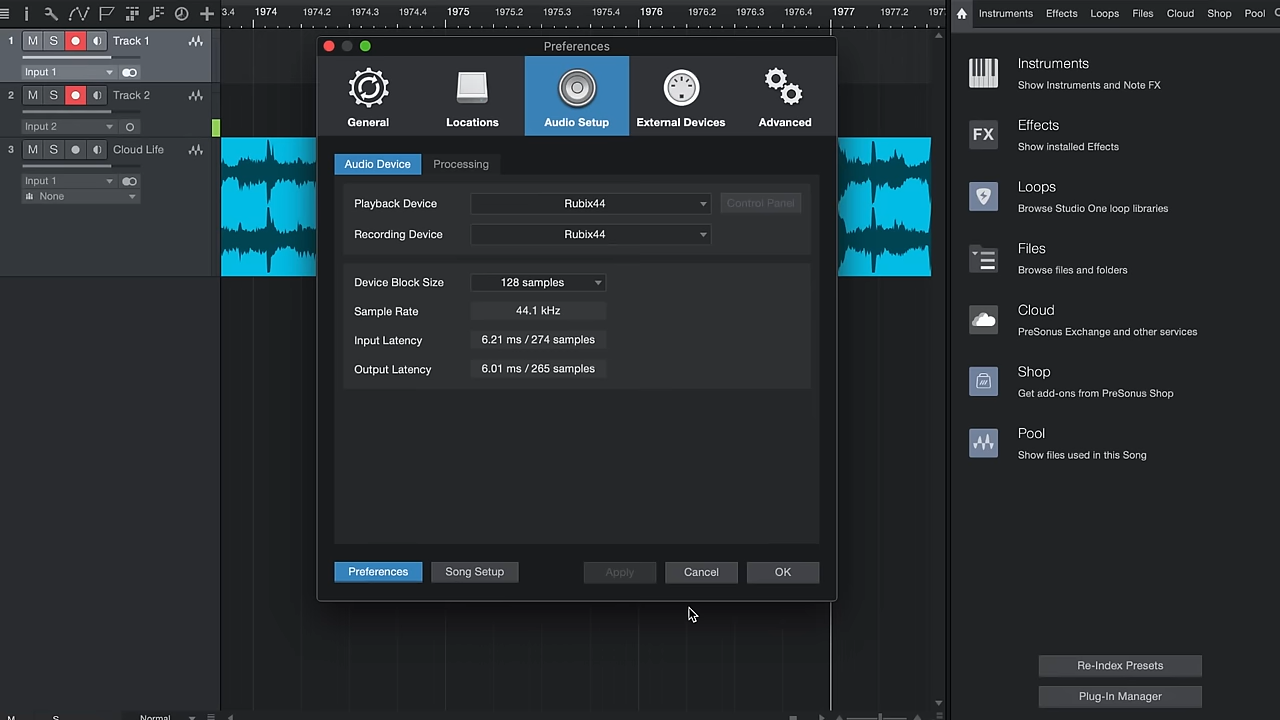 3.4 1974 1974.2 1974.3 1974.4 1975 1975.2 1975.3 1975.4 1976 1976.2 1976.3 1976.4 1977 1977.2
Instruments Effects Loops Files Cloud Shop Pool
1 M S Track 1
Input 1
2 M S Track 2
Input 2
3 M S Cloud Life
Input 1
None
Preferences
General Locations Audio Setup External Devices Advanced
Audio Device Processing
Playback Device Rubix44 Control Panel
Recording Device Rubix44
Device Block Size 128 samples
Sample Rate 44.1 kHz
Input Latency 6.21 ms / 274 samples
Output Latency 6.01 ms / 265 samples
Preferences Song Setup Apply Cancel OK
Instruments
Show Instruments and Note FX
FX
Effects
Show installed Effects
Loops
Browse Studio One loop libraries
Files
Browse files and folders
Cloud
PreSonus Exchange and other services
Shop
Get add-ons from PreSonus Shop
Pool
Show files used in this Song
Re-Index Presets
Plug-In Manager
M S Normal